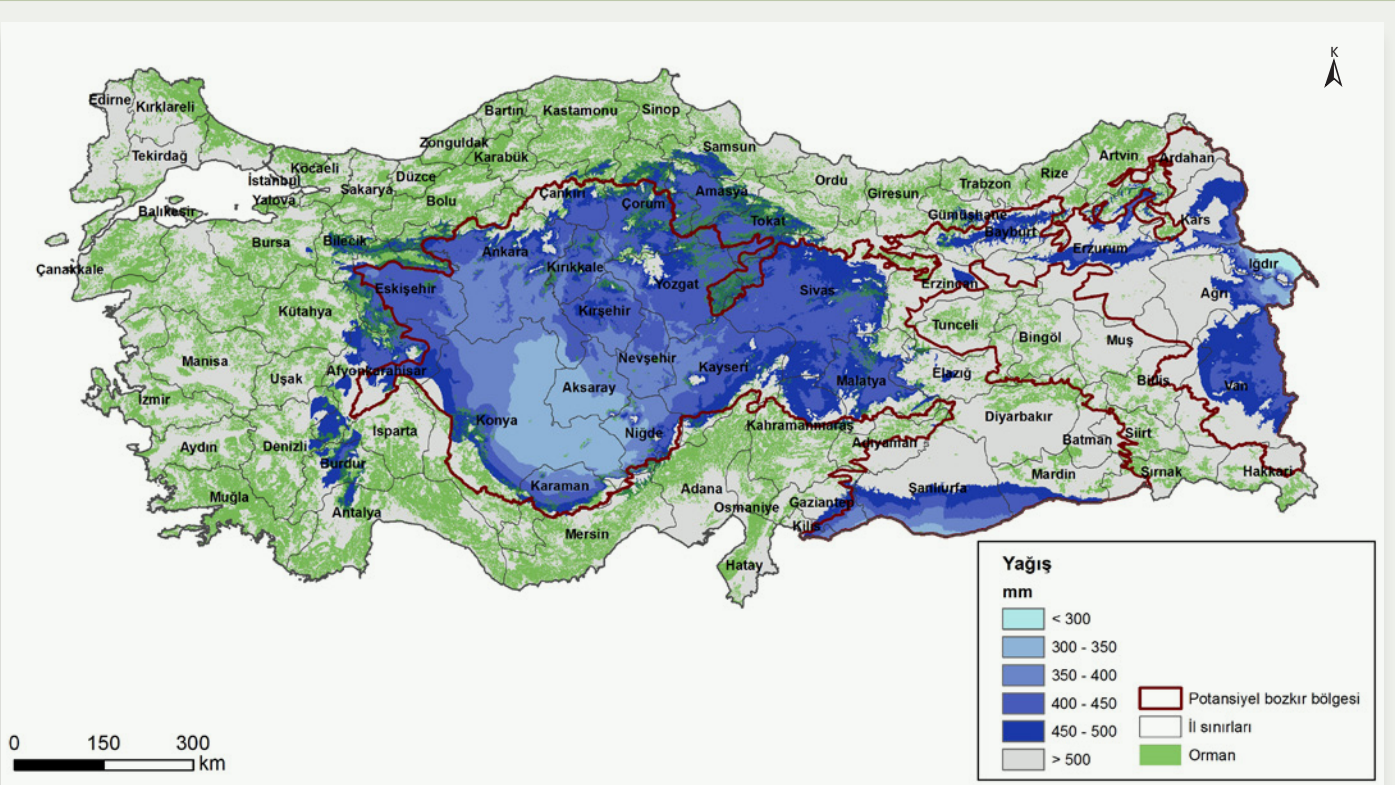 K
Edirne
Kırklareli
Tekirdağ
İstanbul
Kocaeli
Yalova
Sakarya
Düzce
Zonguldak
Bartın
Karabük
Kastamonu
Sinop
Samsun
Bolu
Çankırı
Çorum
Amasya
Tokat
Ordu
Giresun
Trabzon
Rize
Artvin
Ardahan
Gümüşhane
Bayburt
Erzurum
Kars
Iğdır
Ağrı
Balıkesir
Çanakkale
Bursa
Bilecik
Eskişehir
Ankara
Kırıkkale
Yozgat
Sivas
Erzincan
Tunceli
Bingöl
Muş
Bitlis
Van
Kütahya
Manisa
Uşak
Afyonkarahisar
Kırşehir
Nevşehir
Aksaray
Kayseri
Malatya
Elazığ
Diyarbakır
Batman
Siirt
Şırnak
Hakkari
İzmir
Aydın
Denizli
Isparta
Burdur
Konya
Niğde
Kahramanmaraş
Adıyaman
Mardin
Şanlıurfa
Muğla
Antalya
Karaman
Mersin
Adana
Osmaniye
Gaziantep
Kilis
Hatay
Yağış
mm
< 300
300 - 350
350 - 400
400 - 450
450 - 500
> 500
Potansiyel bozkır bölgesi
İl sınırları
Orman
0 150 300
km